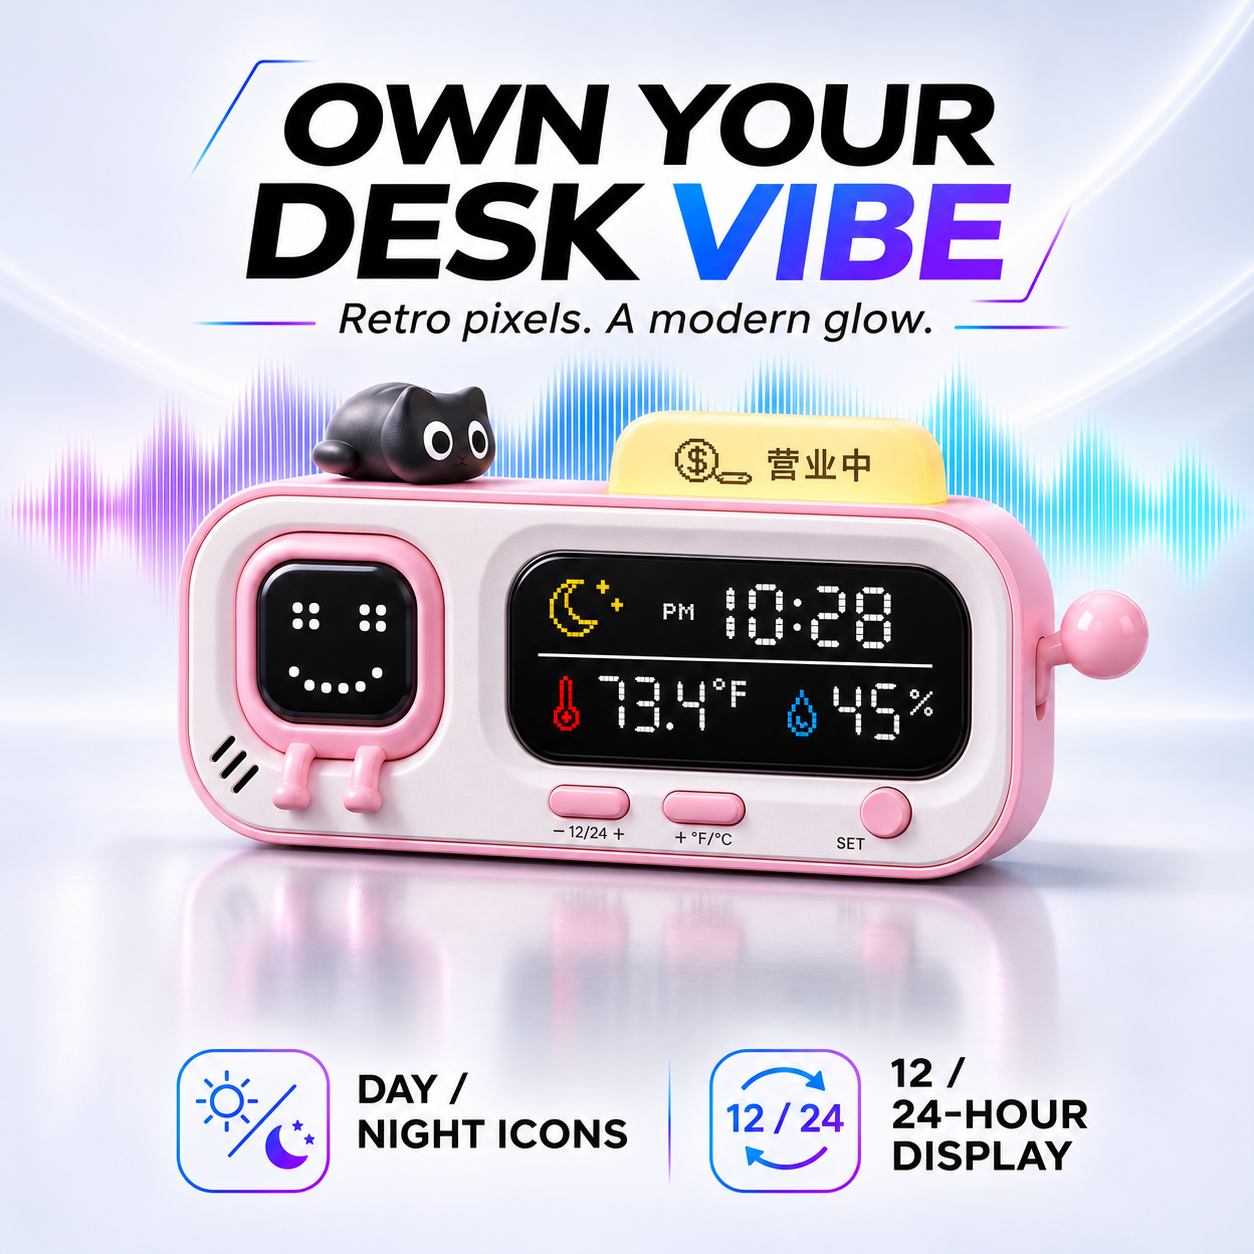 OWN YOUR
DESK VIBE
Retro pixels. A modern glow.
$ 营业中
PM 10:28
73.4°F 45%
− 12/24 +
+ °F/°C
SET
DAY /
NIGHT ICONS
12 / 24
12 /
24-HOUR
DISPLAY